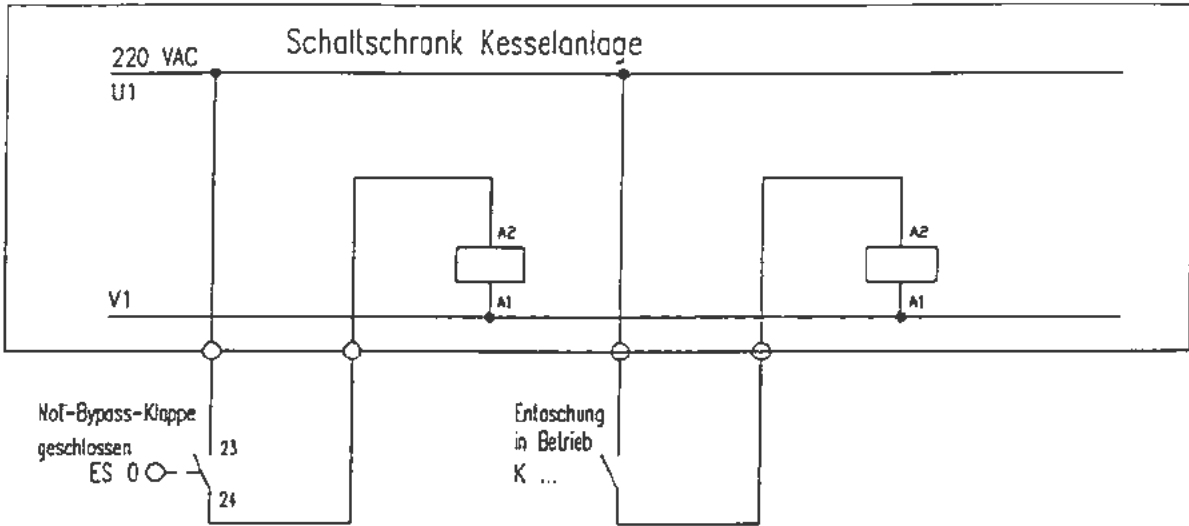 Schaltschrank Kesselanlage
220 VAC
U1
A2
A2
A1
A1
V1
Not-Bypass-Klappe
geschlossen
ES 0
23
24
Entaschung
in Betrieb
K ...